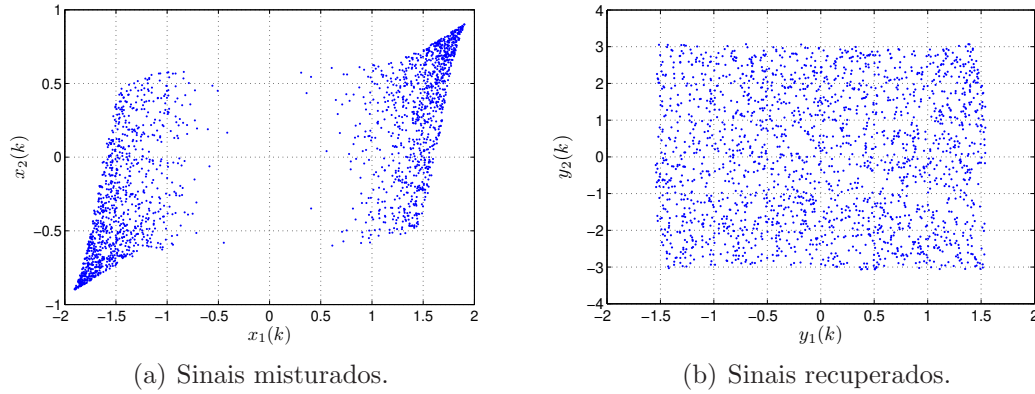 1
0.5
0
−0.5
−1
−2 −1.5 −1 −0.5 0 0.5 1 1.5 2
x₁(k)
x₂(k)
(a) Sinais misturados.
4
3
2
1
0
−1
−2
−3
−4
−2 −1.5 −1 −0.5 0 0.5 1 1.5 2
y₁(k)
y₂(k)
(b) Sinais recuperados.